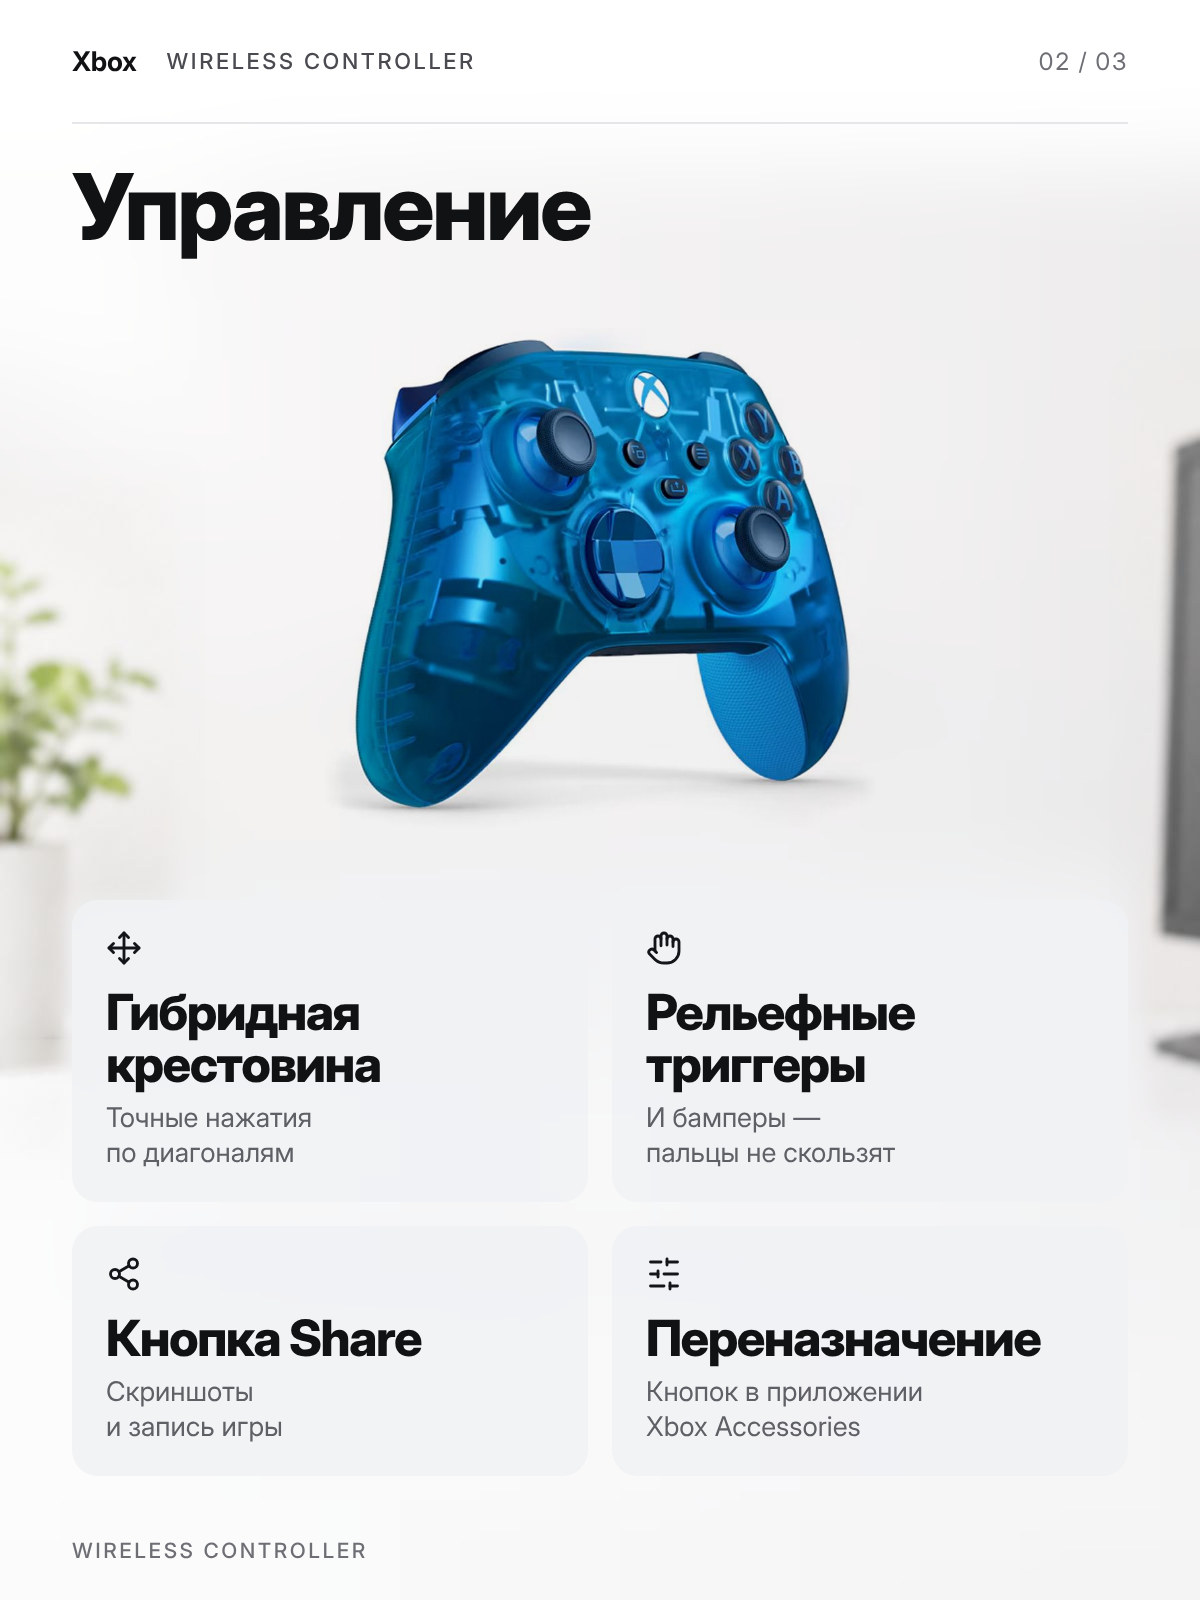 Xbox WIRELESS CONTROLLER 02 / 03
Управление
Y
X
B
A
Гибридная
крестовина
Точные нажатия
по диагоналям
Рельефные
триггеры
И бамперы —
пальцы не скользят
Кнопка Share
Скриншоты
и запись игры
Переназначение
Кнопок в приложении
Xbox Accessories
WIRELESS CONTROLLER